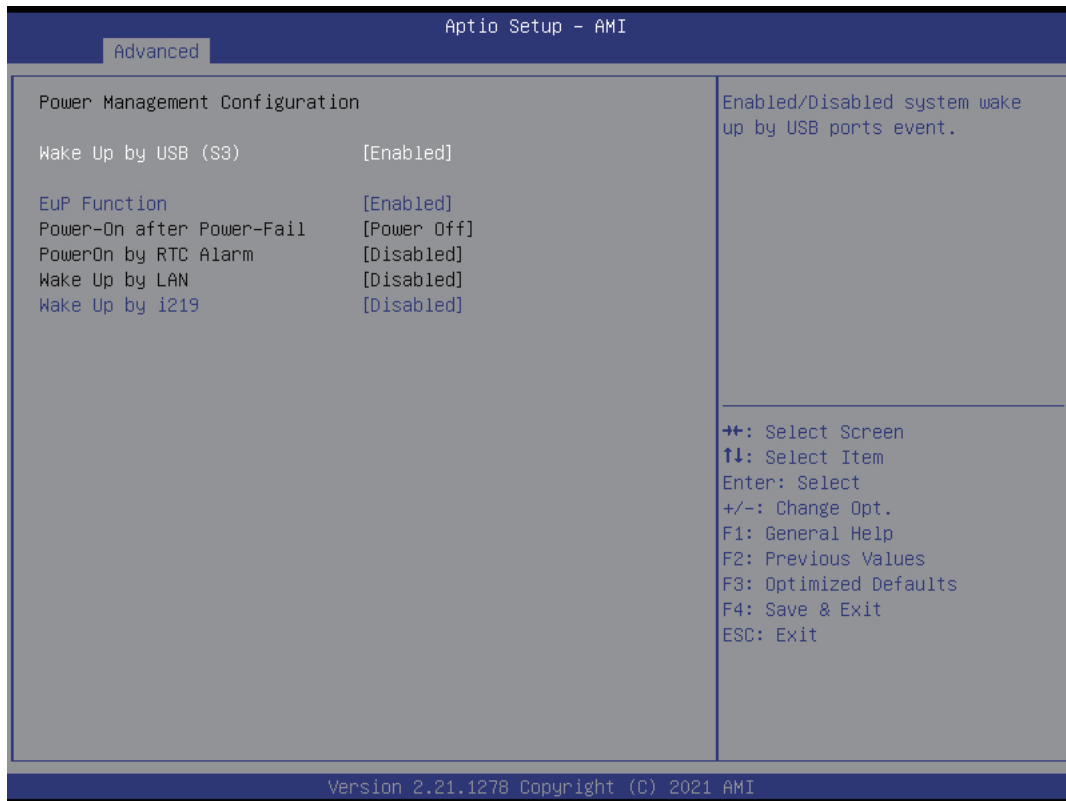 Aptio Setup - AMI
Advanced
Power Management Configuration
Wake Up by USB (S3) [Enabled]
EuP Function [Enabled]
Power-On after Power-Fail [Power Off]
PowerOn by RTC Alarm [Disabled]
Wake Up by LAN [Disabled]
Wake Up by i219 [Disabled]
Enabled/Disabled system wake
up by USB ports event.
→←: Select Screen
↑↓: Select Item
Enter: Select
+/-: Change Opt.
F1: General Help
F2: Previous Values
F3: Optimized Defaults
F4: Save & Exit
ESC: Exit
Version 2.21.1278 Copyright (C) 2021 AMI